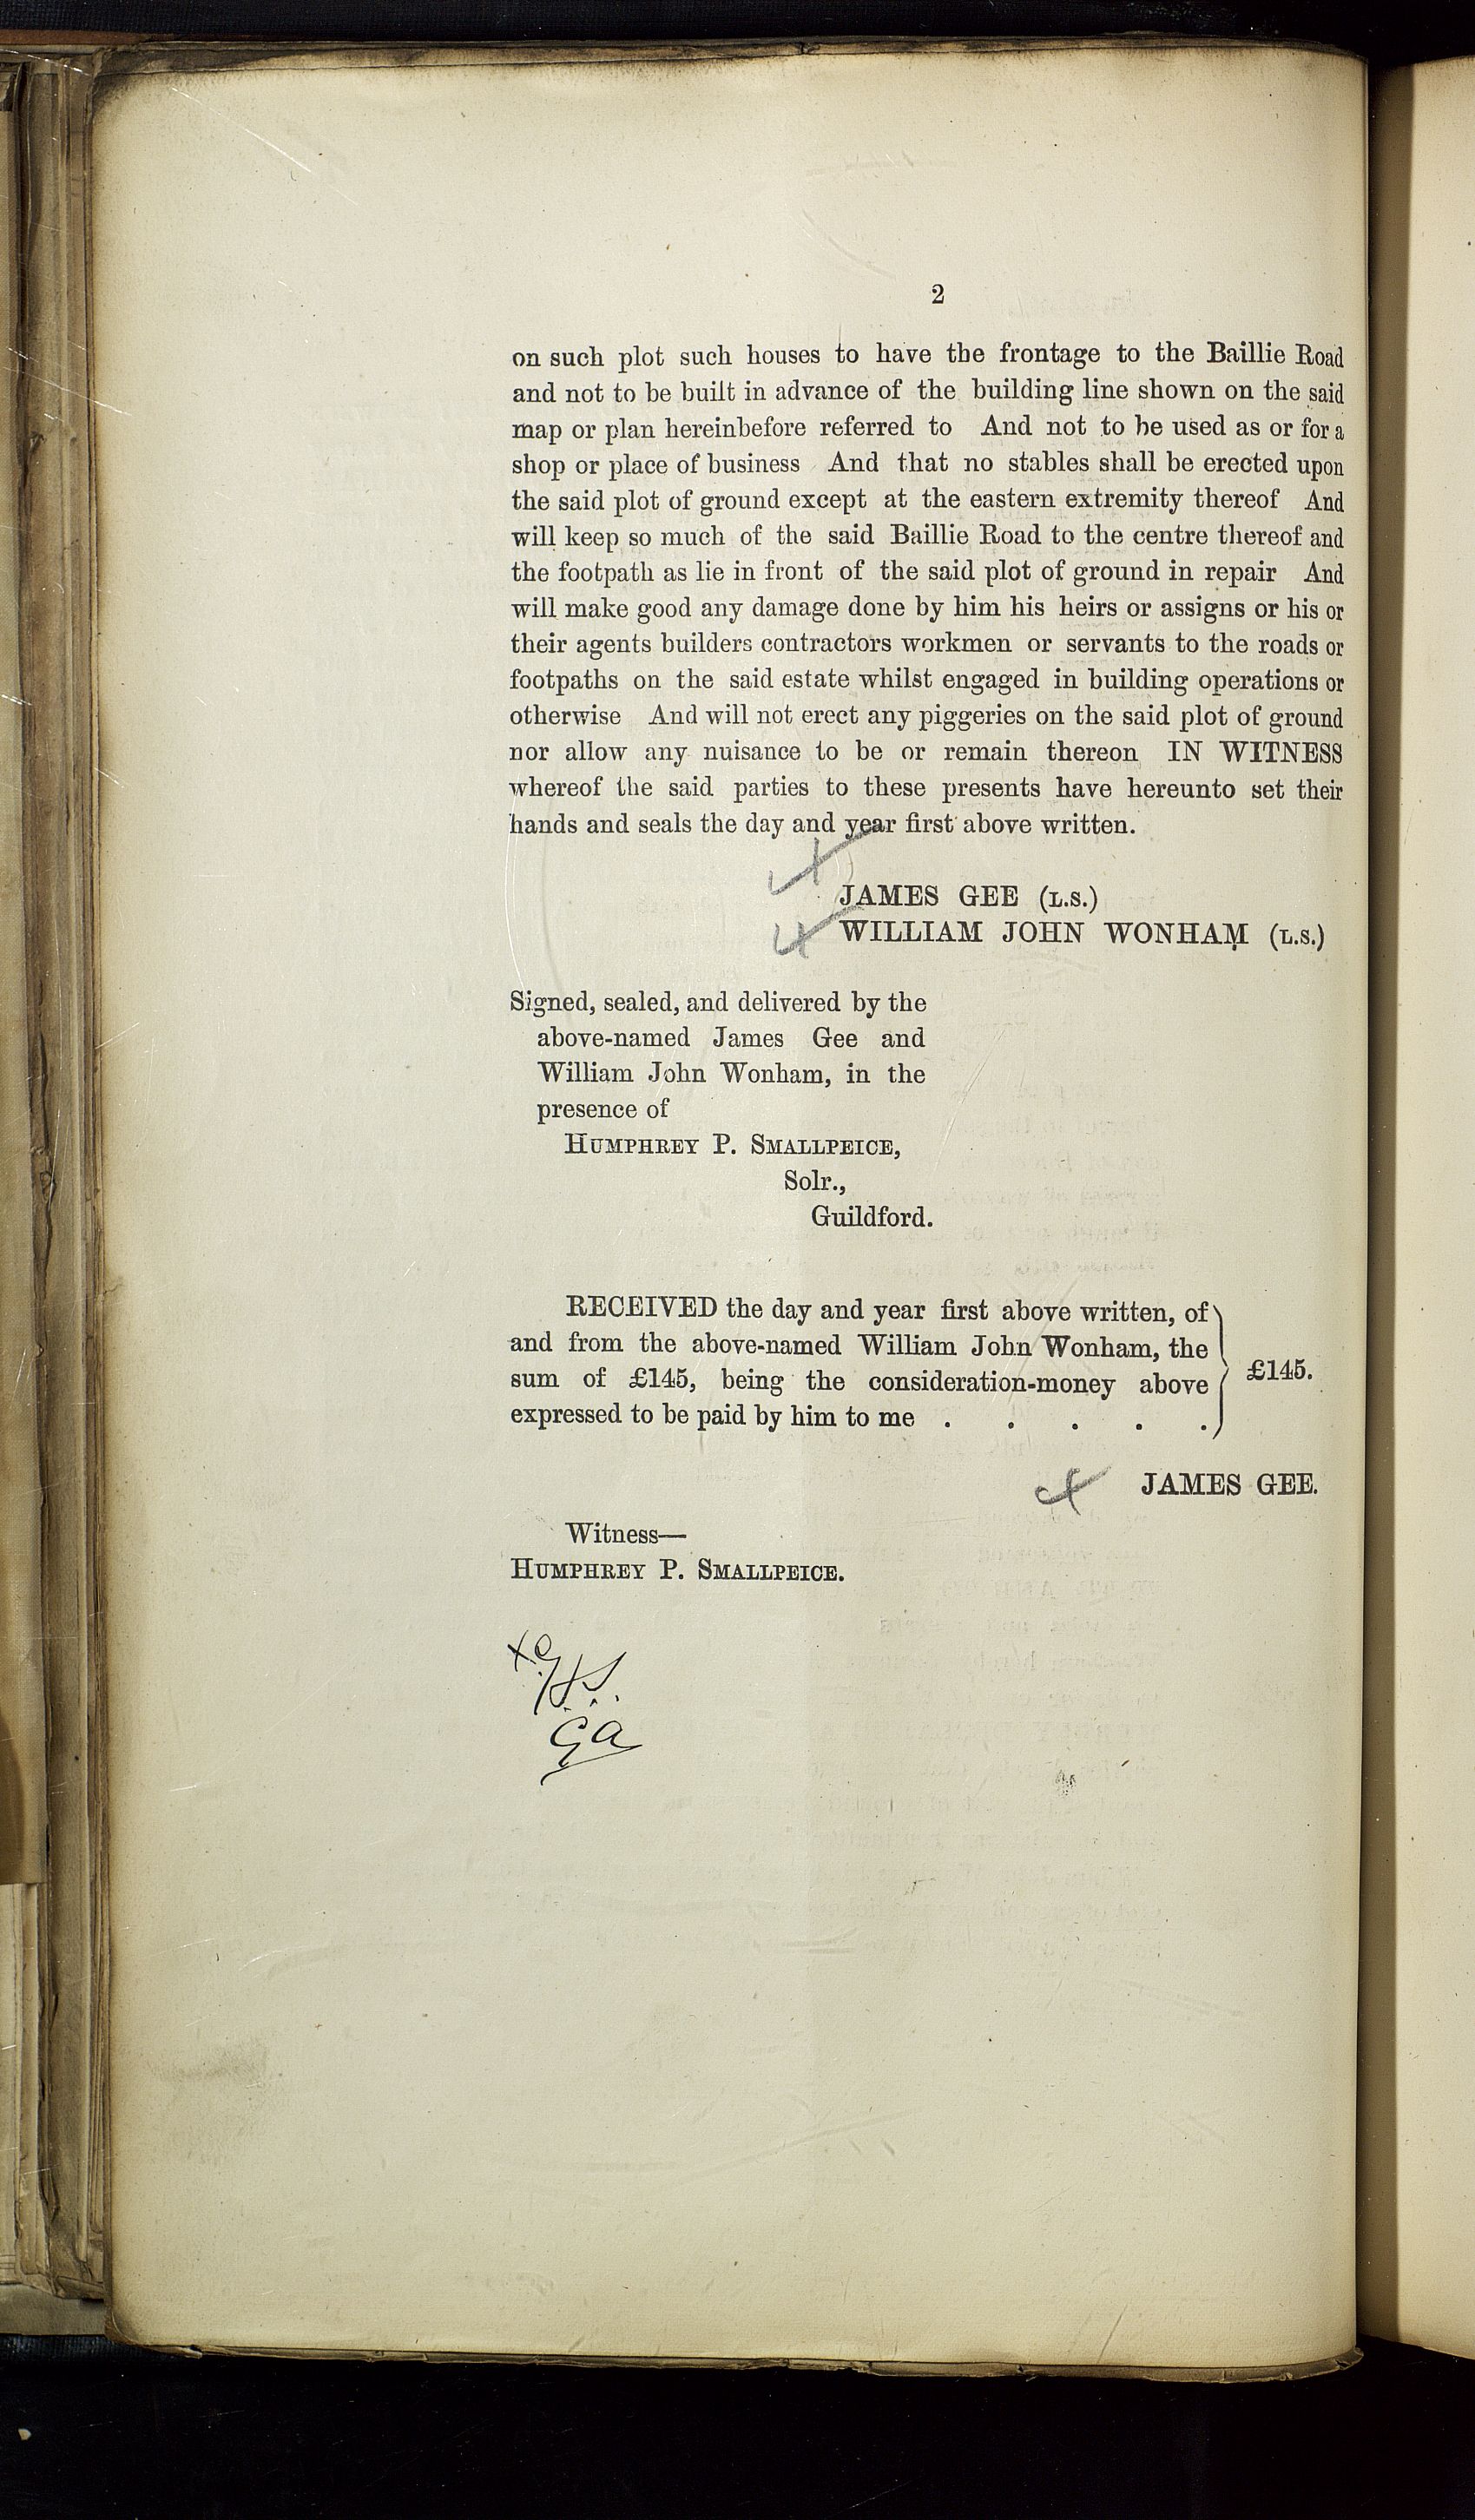 2
on such plot such houses to have the frontage to the Baillie Road
and not to be built in advance of the building line shown on the said
map or plan hereinbefore referred to And not to be used as or for a
shop or place of business And that no stables shall be erected upon
the said plot of ground except at the eastern extremity thereof And
will keep so much of the said Baillie Road to the centre thereof and
the footpath as lie in front of the said plot of ground in repair And
will make good any damage done by him his heirs or assigns or his or
their agents builders contractors workmen or servants to the roads or
footpaths on the said estate whilst engaged in building operations or
otherwise And will not erect any piggeries on the said plot of ground
nor allow any nuisance to be or remain thereon IN WITNESS
whereof the said parties to these presents have hereunto set their
hands and seals the day and year first above written.
JAMES GEE (L.S.)
WILLIAM JOHN WONHAM (L.S.)
Signed, sealed, and delivered by the
above-named James Gee and
William John Wonham, in the
presence of
HUMPHREY P. SMALLPEICE,
Solr.,
Guildford.
RECEIVED the day and year first above written, of
and from the above-named William John Wonham, the
sum of £145, being the consideration-money above
expressed to be paid by him to me . . . . .
£145.
JAMES GEE.
Witness—
HUMPHREY P. SMALLPEICE.